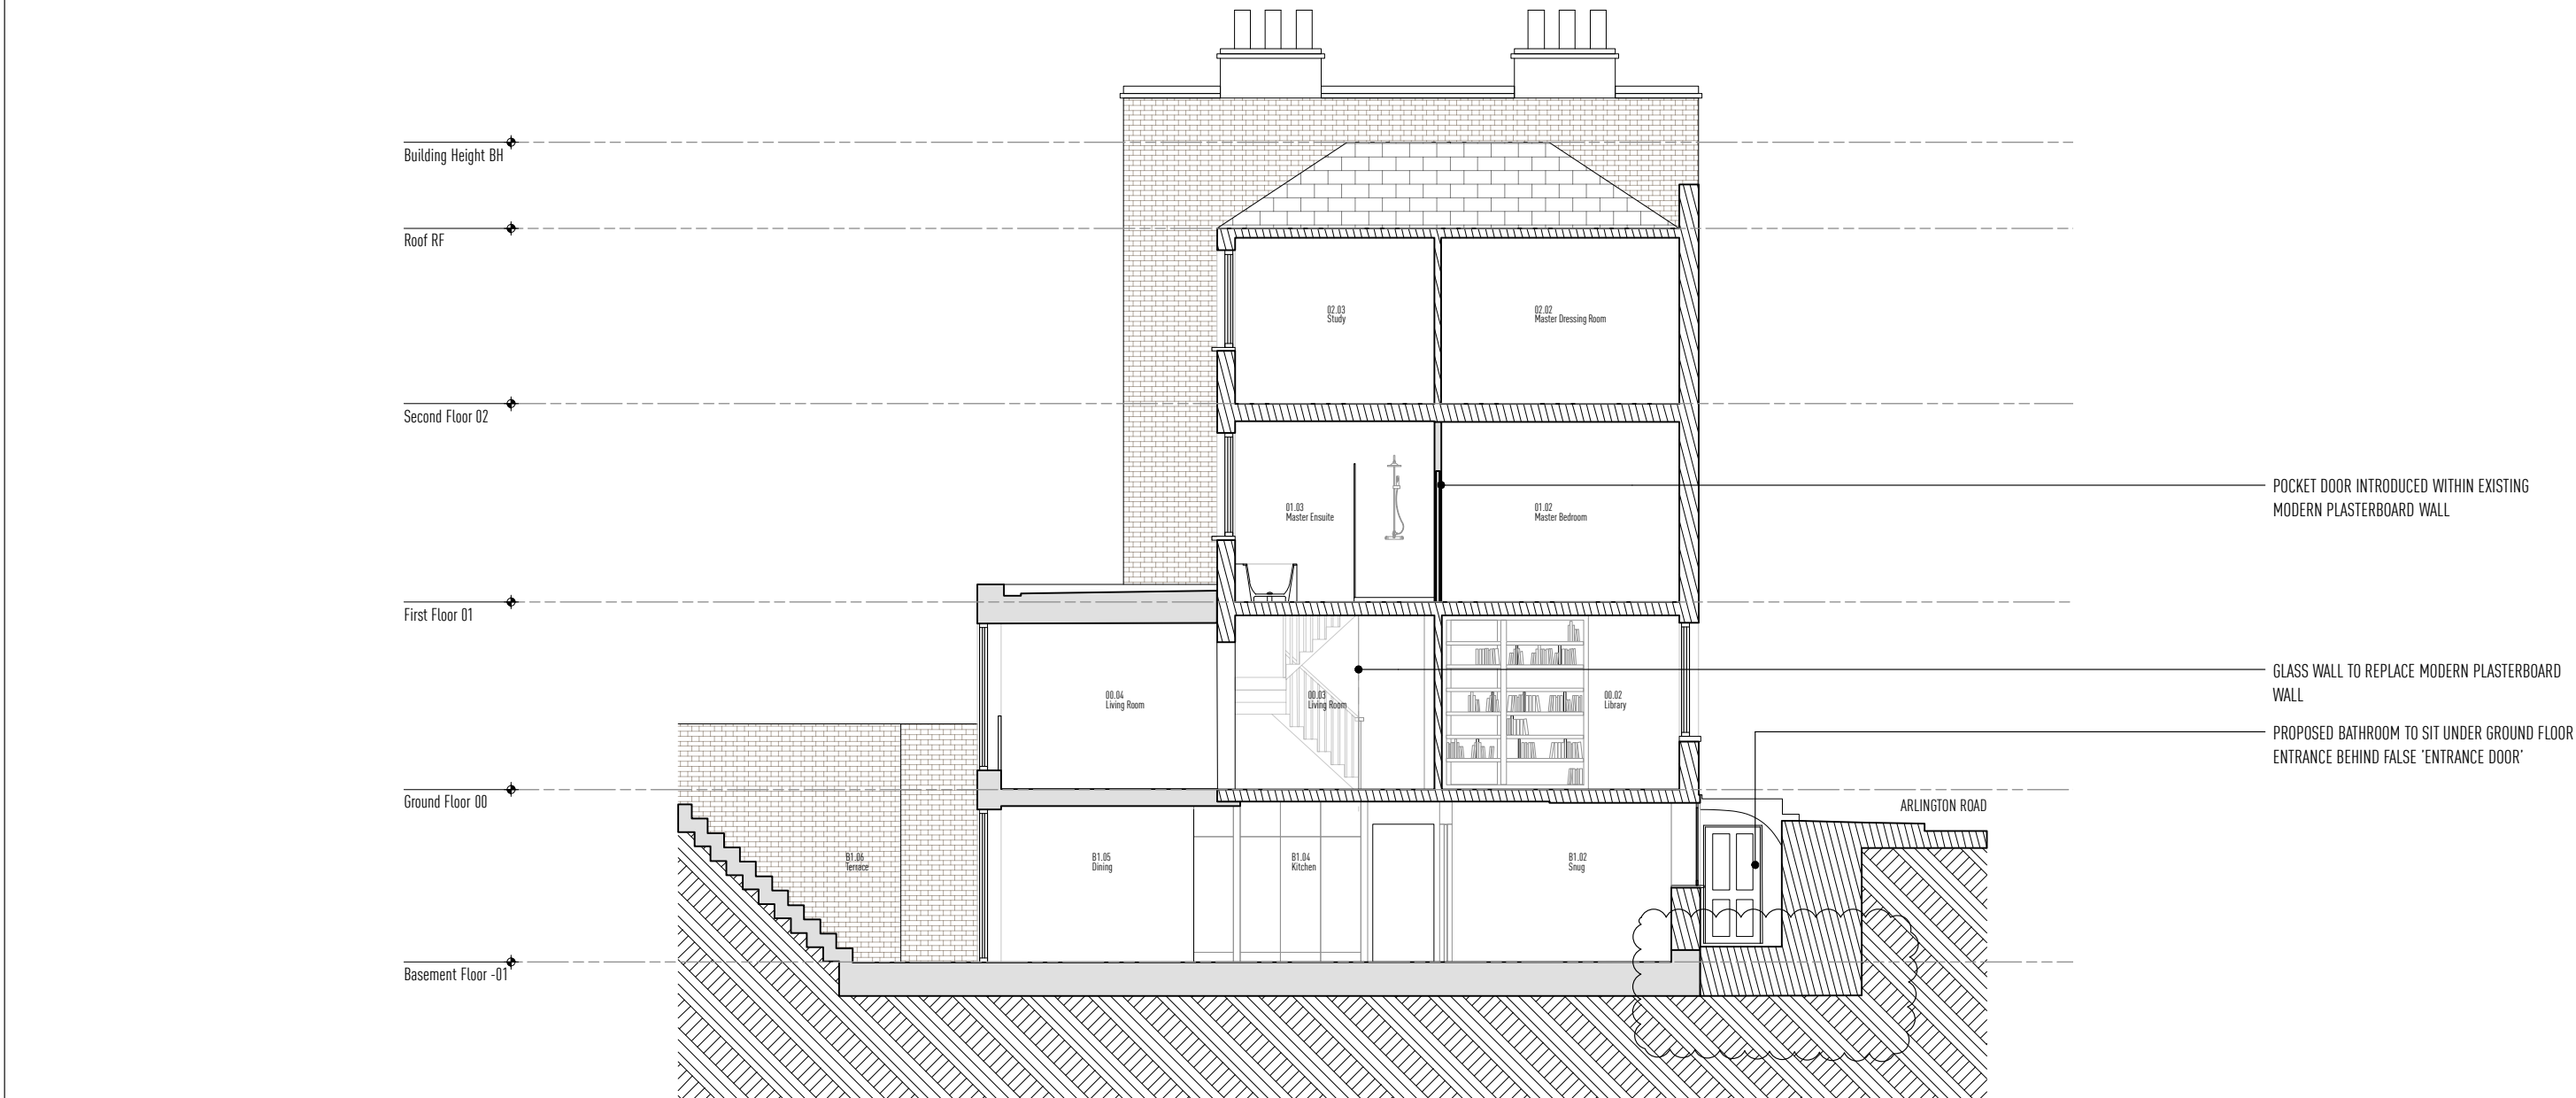 Building Height BH
Roof RF
02.03
Study
02.02
Master Dressing Room
Second Floor 02
POCKET DOOR INTRODUCED WITHIN EXISTING
MODERN PLASTERBOARD WALL
01.03
Master Ensuite
01.02
Master Bedroom
First Floor 01
GLASS WALL TO REPLACE MODERN PLASTERBOARD
WALL
00.04
Living Room
00.03
Living Room
00.02
Library
PROPOSED BATHROOM TO SIT UNDER GROUND FLOOR
ENTRANCE BEHIND FALSE 'ENTRANCE DOOR'
Ground Floor 00
ARLINGTON ROAD
B1.06
Terrace
B1.05
Dining
B1.04
Kitchen
B1.02
Snug
Basement Floor -01